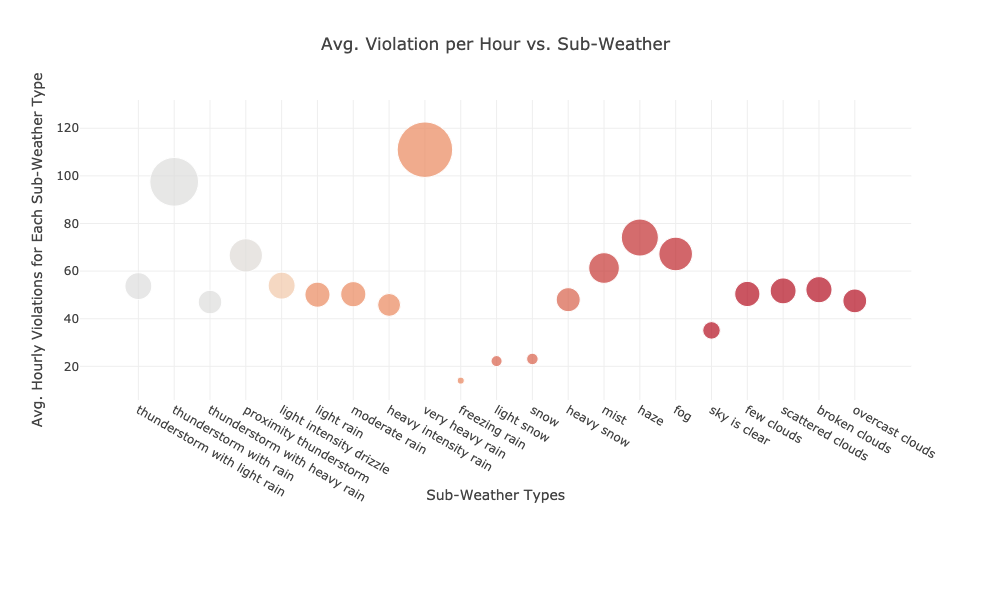 Avg. Violation per Hour vs. Sub-Weather
Avg. Hourly Violations for Each Sub-Weather Type
120
100
80
60
40
20
thunderstorm with light rain
thunderstorm with rain
thunderstorm with heavy rain
proximity thunderstorm
light intensity drizzle
light rain
moderate rain
heavy intensity rain
very heavy rain
freezing rain
light snow
snow
heavy snow
mist
haze
fog
sky is clear
few clouds
scattered clouds
broken clouds
overcast clouds
Sub-Weather Types